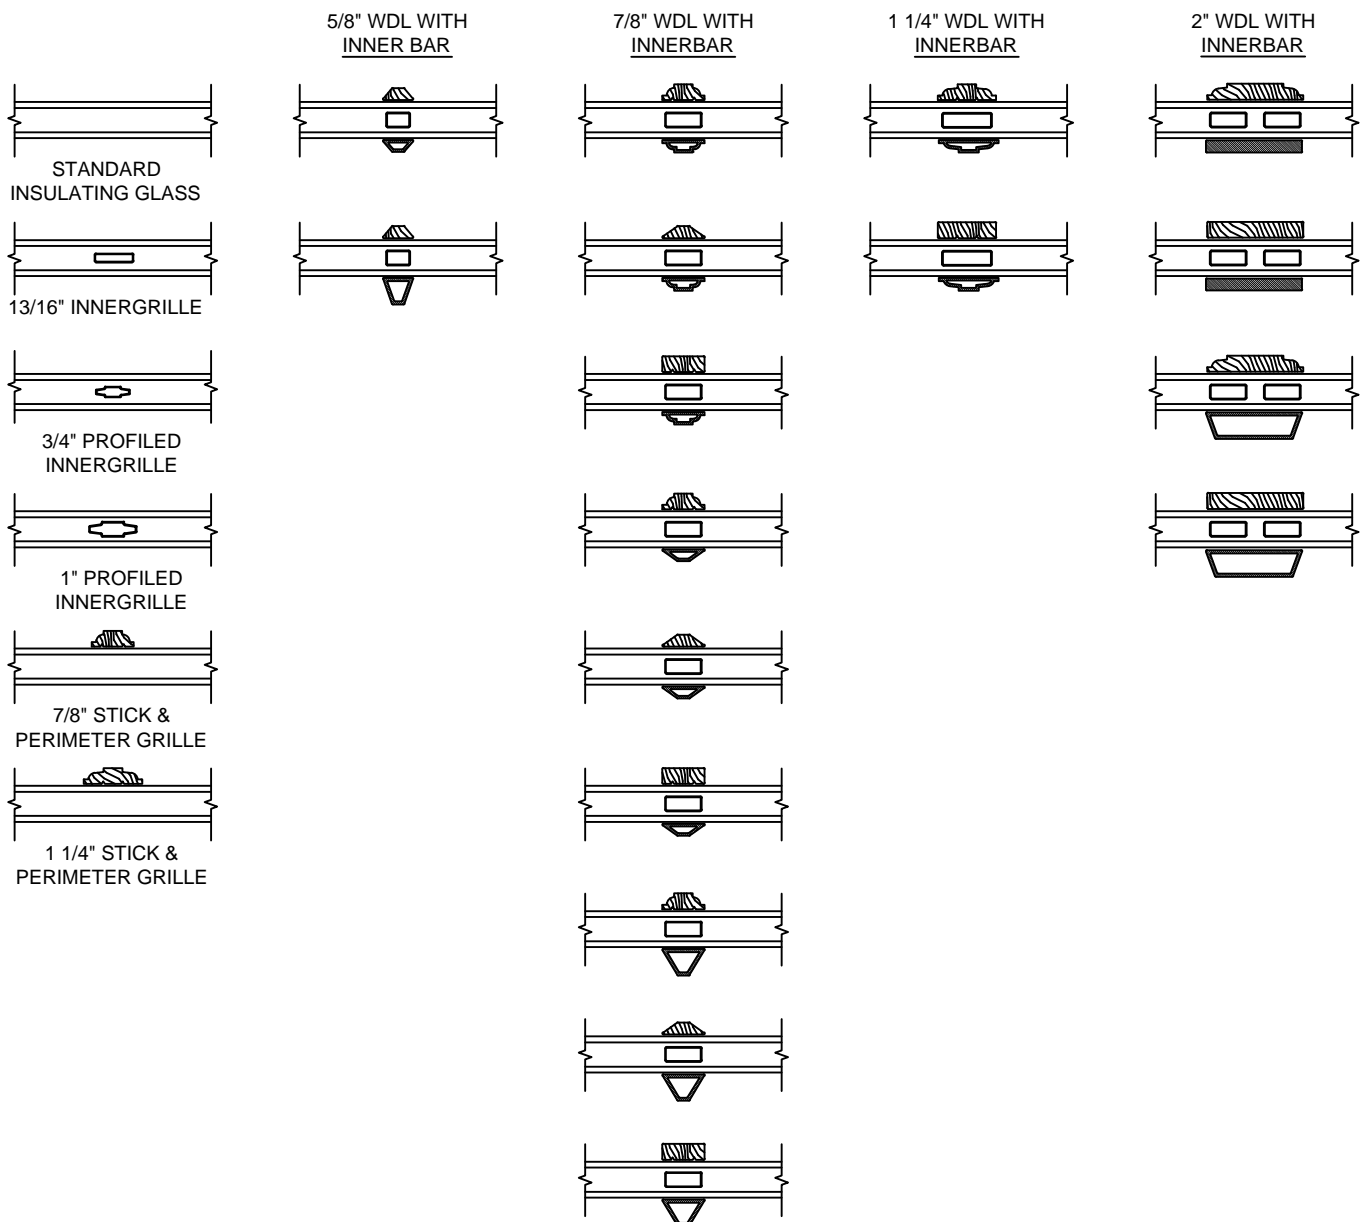 5/8" WDL WITH
INNER BAR
7/8" WDL WITH
INNERBAR
1 1/4" WDL WITH
INNERBAR
2" WDL WITH
INNERBAR
STANDARD
INSULATING GLASS
13/16" INNERGRILLE
3/4" PROFILED
INNERGRILLE
1" PROFILED
INNERGRILLE
7/8" STICK &
PERIMETER GRILLE
1 1/4" STICK &
PERIMETER GRILLE